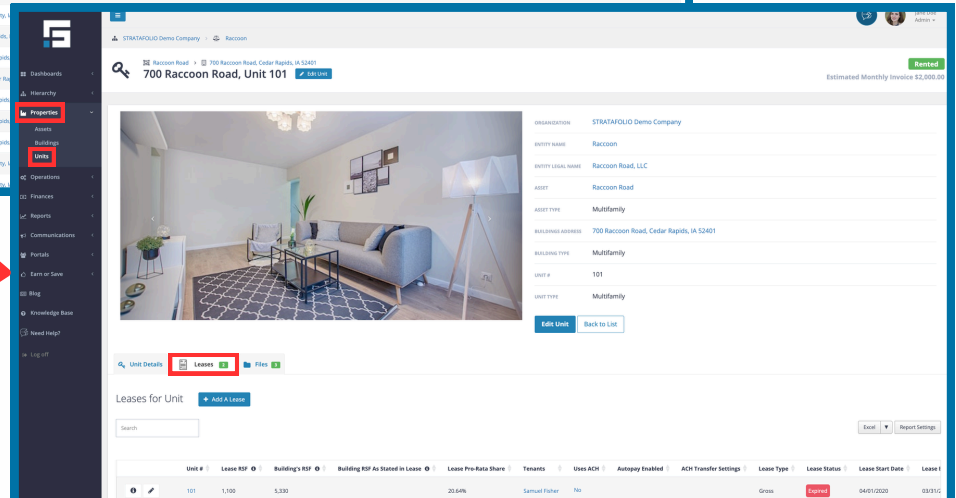 Admin
STRATAFOLIO Demo Company > Raccoon
Raccoon Road > 700 Raccoon Road, Cedar Rapids, IA 52401
700 Raccoon Road, Unit 101
Edit Unit
Rented
Estimated Monthly Invoice $2,000.00
Dashboards
Hierarchy
Properties
Assets
Buildings
Units
Operations
Finances
Reports
Communications
Portals
Earn or Save
Blog
Knowledge Base
Need Help?
Log off
ORGANIZATION STRATAFOLIO Demo Company
ENTITY NAME Raccoon
ENTITY LEGAL NAME Raccoon Road, LLC
ASSET Raccoon Road
ASSET TYPE Multifamily
BUILDINGS ADDRESS 700 Raccoon Road, Cedar Rapids, IA 52401
BUILDING TYPE Multifamily
UNIT # 101
UNIT TYPE Multifamily
Edit Unit Back to List
Unit Details Leases Files
Leases for Unit + Add A Lease
Search
Excel Report Settings
Unit # Lease RSF Building's RSF Building RSF As Stated in Lease Lease Pro-Rata Share Tenants Uses ACH Autopay Enabled ACH Transfer Settings Lease Type Lease Status Lease Start Date Lease
101 1,100 5,330 20.64% Samuel Fisher No Gross Expired 04/01/2020 03/31/2